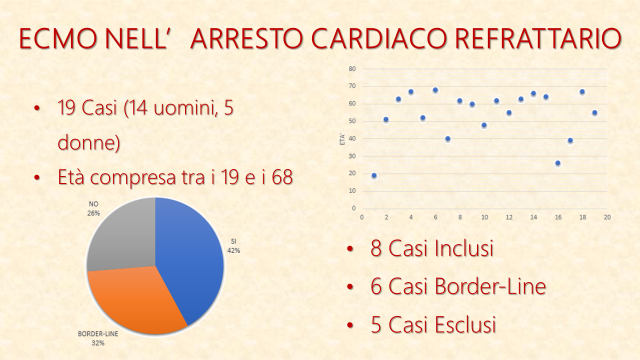 ECMO NELL’ ARRESTO CARDIACO REFRATTARIO
• 19 Casi (14 uomini, 5
donne)
• Età compresa tra i 19 e i 68
NO
26%
SI
42%
BORDER-LINE
32%
80
70
60
50
40
30
20
10
0
ETA'
0 2 4 6 8 10 12 14 16 18 20
• 8 Casi Inclusi
• 6 Casi Border-Line
• 5 Casi Esclusi